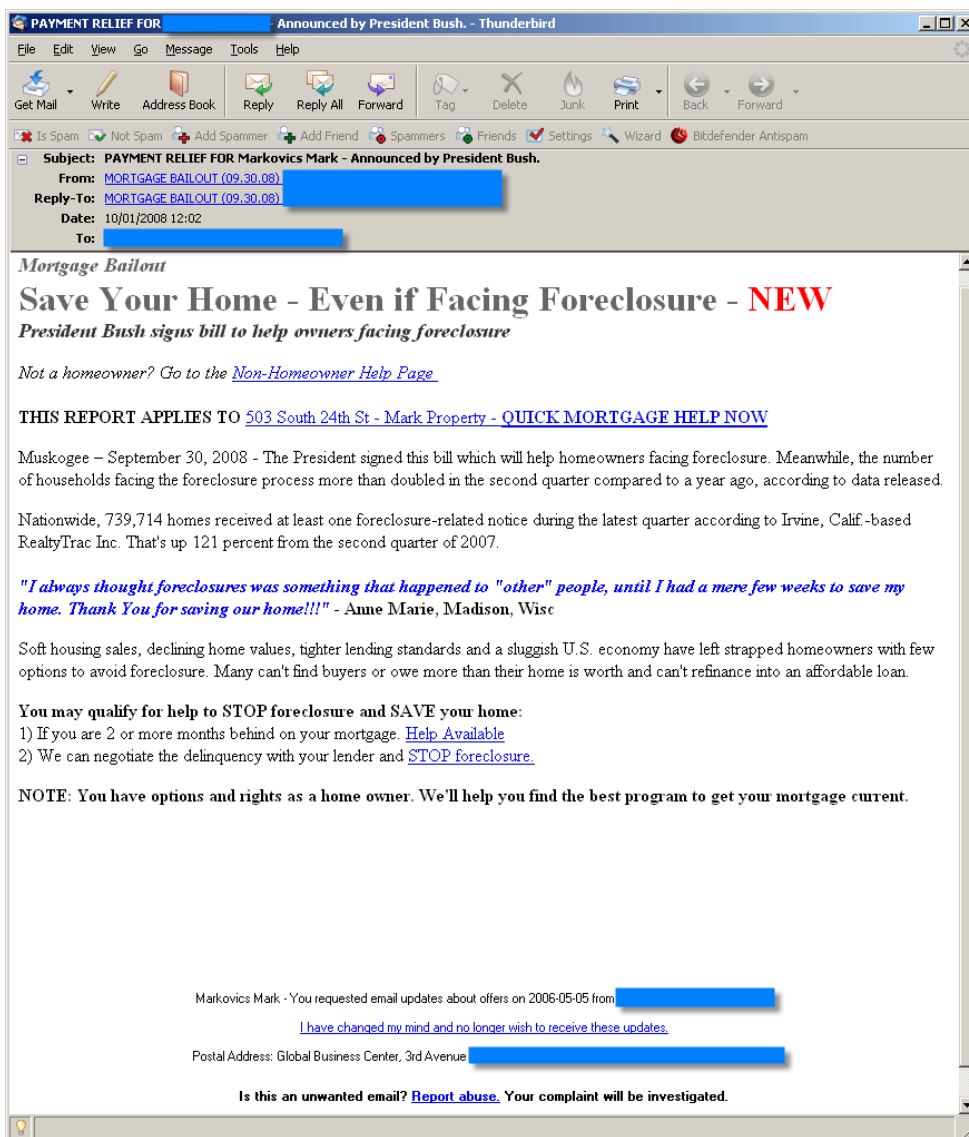 PAYMENT RELIEF FOR - Announced by President Bush. - Thunderbird
File Edit View Go Message Tools Help
Get Mail Write Address Book Reply Reply All Forward Tag Delete Junk Print Back Forward
Is Spam Not Spam Add Spammer Add Friend Spammers Friends Settings Wizard Bitdefender Antispam
Subject: PAYMENT RELIEF FOR Markovics Mark - Announced by President Bush.
From: MORTGAGE BAILOUT (09.30.08)
Reply-To: MORTGAGE BAILOUT (09.30.08)
Date: 10/01/2008 12:02
To:
Mortgage Bailout
Save Your Home - Even if Facing Foreclosure - NEW
President Bush signs bill to help owners facing foreclosure
Not a homeowner? Go to the Non-Homeowner Help Page
THIS REPORT APPLIES TO 503 South 24th St - Mark Property - QUICK MORTGAGE HELP NOW
Muskogee – September 30, 2008 - The President signed this bill which will help homeowners facing foreclosure. Meanwhile, the number
of households facing the foreclosure process more than doubled in the second quarter compared to a year ago, according to data released.
Nationwide, 739,714 homes received at least one foreclosure-related notice during the latest quarter according to Irvine, Calif.-based
RealtyTrac Inc. That's up 121 percent from the second quarter of 2007.
"I always thought foreclosures was something that happened to "other" people, until I had a mere few weeks to save my
home. Thank You for saving our home!!!" - Anne Marie, Madison, Wisc
Soft housing sales, declining home values, tighter lending standards and a sluggish U.S. economy have left strapped homeowners with few
options to avoid foreclosure. Many can't find buyers or owe more than their home is worth and can't refinance into an affordable loan.
You may qualify for help to STOP foreclosure and SAVE your home:
1) If you are 2 or more months behind on your mortgage. Help Available
2) We can negotiate the delinquency with your lender and STOP foreclosure.
NOTE: You have options and rights as a home owner. We'll help you find the best program to get your mortgage current.
Markovics Mark - You requested email updates about offers on 2006-05-05 from
I have changed my mind and no longer wish to receive these updates.
Postal Address: Global Business Center, 3rd Avenue
Is this an unwanted email? Report abuse. Your complaint will be investigated.